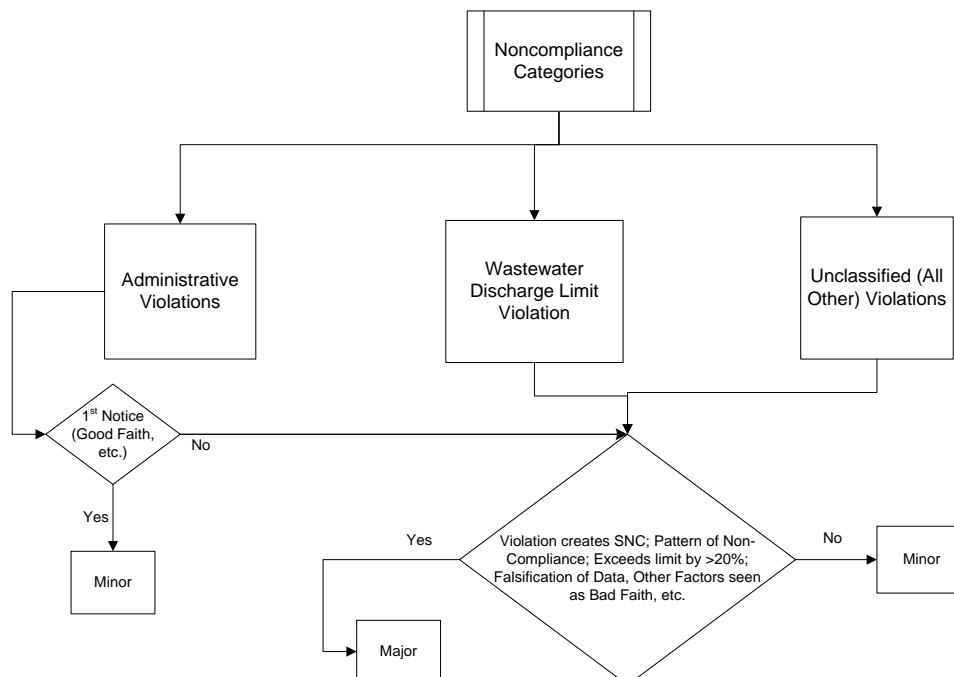 Noncompliance
Categories
Administrative
Violations
Wastewater
Discharge Limit
Violation
Unclassified (All
Other) Violations
1st Notice
(Good Faith,
etc.)
No
Yes
Minor
Yes
Violation creates SNC; Pattern of Non-
Compliance; Exceeds limit by >20%;
Falsification of Data, Other Factors seen
as Bad Faith, etc.
No
Minor
Major